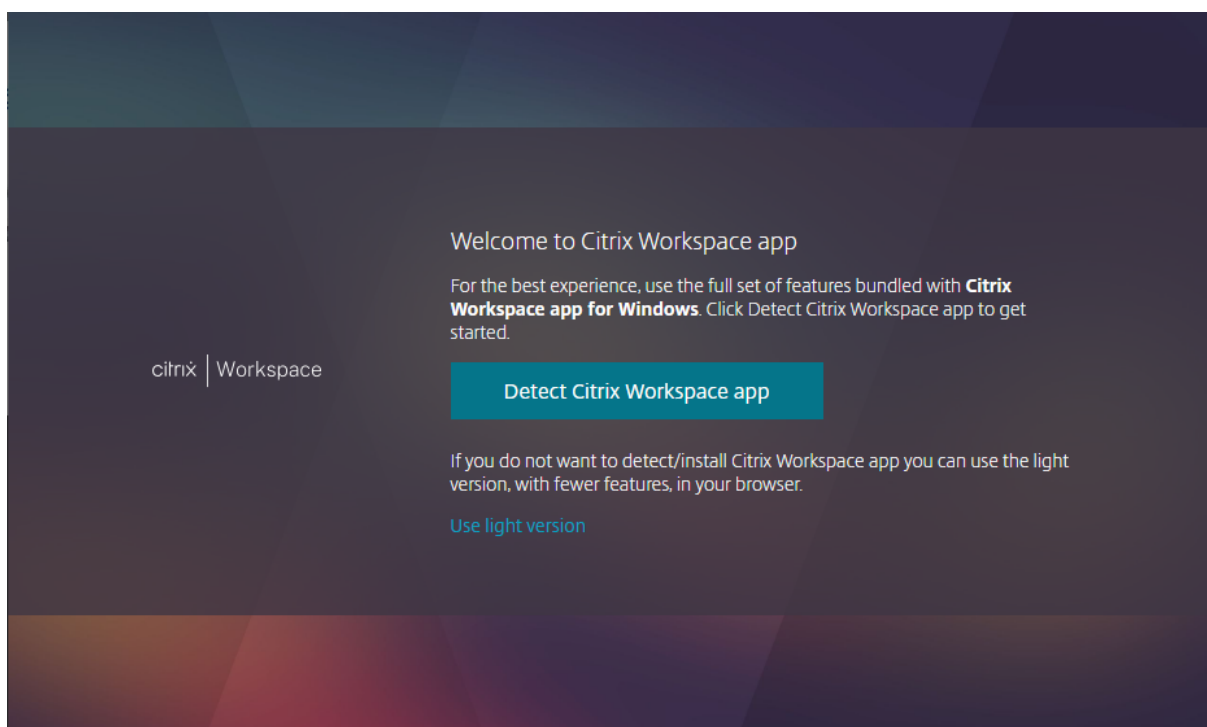 Welcome to Citrix Workspace app
For the best experience, use the full set of features bundled with Citrix
Workspace app for Windows. Click Detect Citrix Workspace app to get
started.
citrix | Workspace
Detect Citrix Workspace app
If you do not want to detect/install Citrix Workspace app you can use the light
version, with fewer features, in your browser.
Use light version